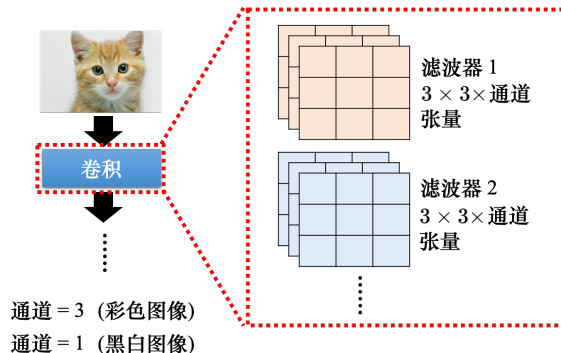 卷积
通道 = 3 (彩色图像)
通道 = 1 (黑白图像)
滤波器 1
3 × 3× 通道
张量
滤波器 2
3 × 3× 通道
张量